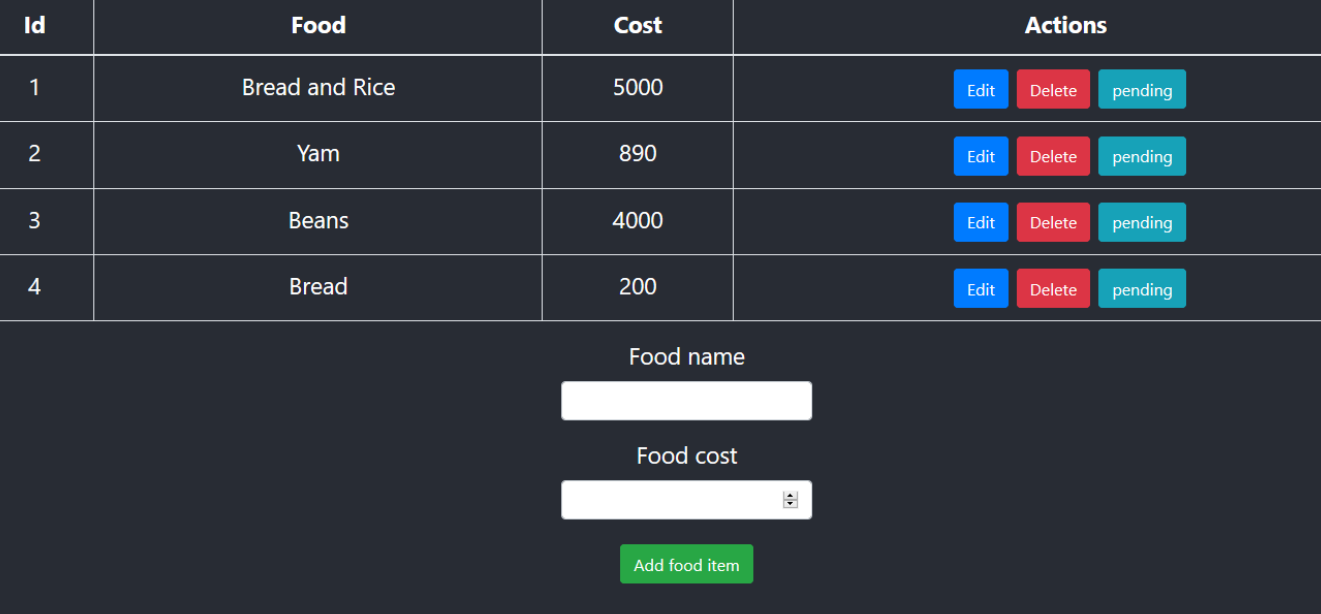 Id Food Cost Actions
1 Bread and Rice 5000 Edit Delete pending
2 Yam 890 Edit Delete pending
3 Beans 4000 Edit Delete pending
4 Bread 200 Edit Delete pending
Food name
Food cost
Add food item